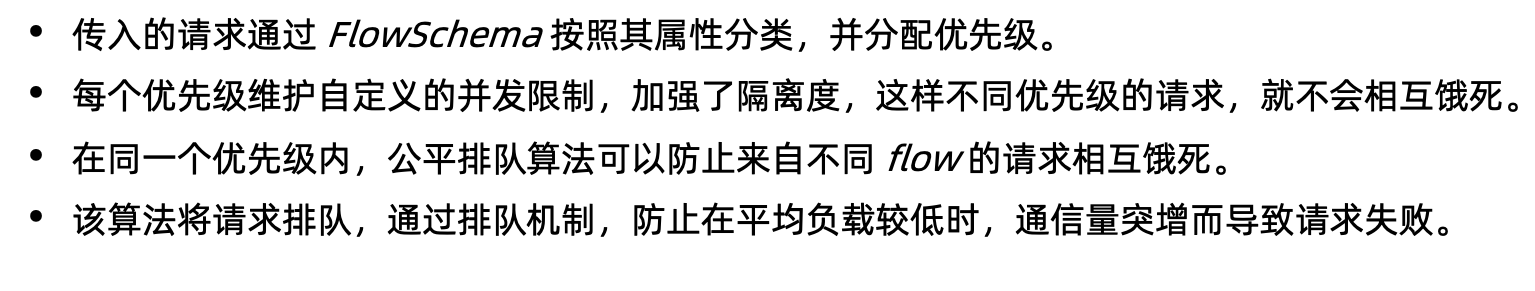 • 传入的请求通过 FlowSchema 按照其属性分类，并分配优先级。
• 每个优先级维护自定义的并发限制，加强了隔离度，这样不同优先级的请求，就不会相互饿死。
• 在同一个优先级内，公平排队算法可以防止来自不同 flow 的请求相互饿死。
• 该算法将请求排队，通过排队机制，防止在平均负载较低时，通信量突增而导致请求失败。